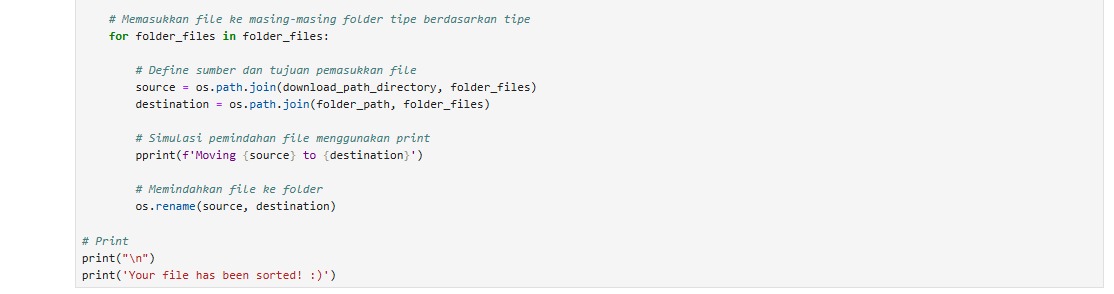 # Memasukkan file ke masing-masing folder tipe berdasarkan tipe
for folder_files in folder_files:
# Define sumber dan tujuan pemasukkan file
source = os.path.join(download_path_directory, folder_files)
destination = os.path.join(folder_path, folder_files)
# Simulasi pemindahan file menggunakan print
pprint(f'Moving {source} to {destination}')
# Memindahkan file ke folder
os.rename(source, destination)
# Print
print("\n")
print('Your file has been sorted! :)')